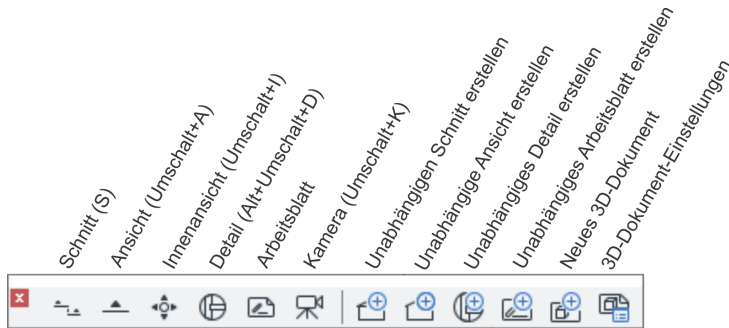 Schnitt (S)
Ansicht (Umschalt+A)
Innenansicht (Umschalt+I)
Detail (Alt+Umschalt+D)
Arbeitsblatt
Kamera (Umschalt+K)
Unabhängigen Schnitt erstellen
Unabhängige Ansicht erstellen
Unabhängiges Detail erstellen
Unabhängiges Arbeitsblatt erstellen
Neues 3D-Dokument
3D-Dokument-Einstellungen